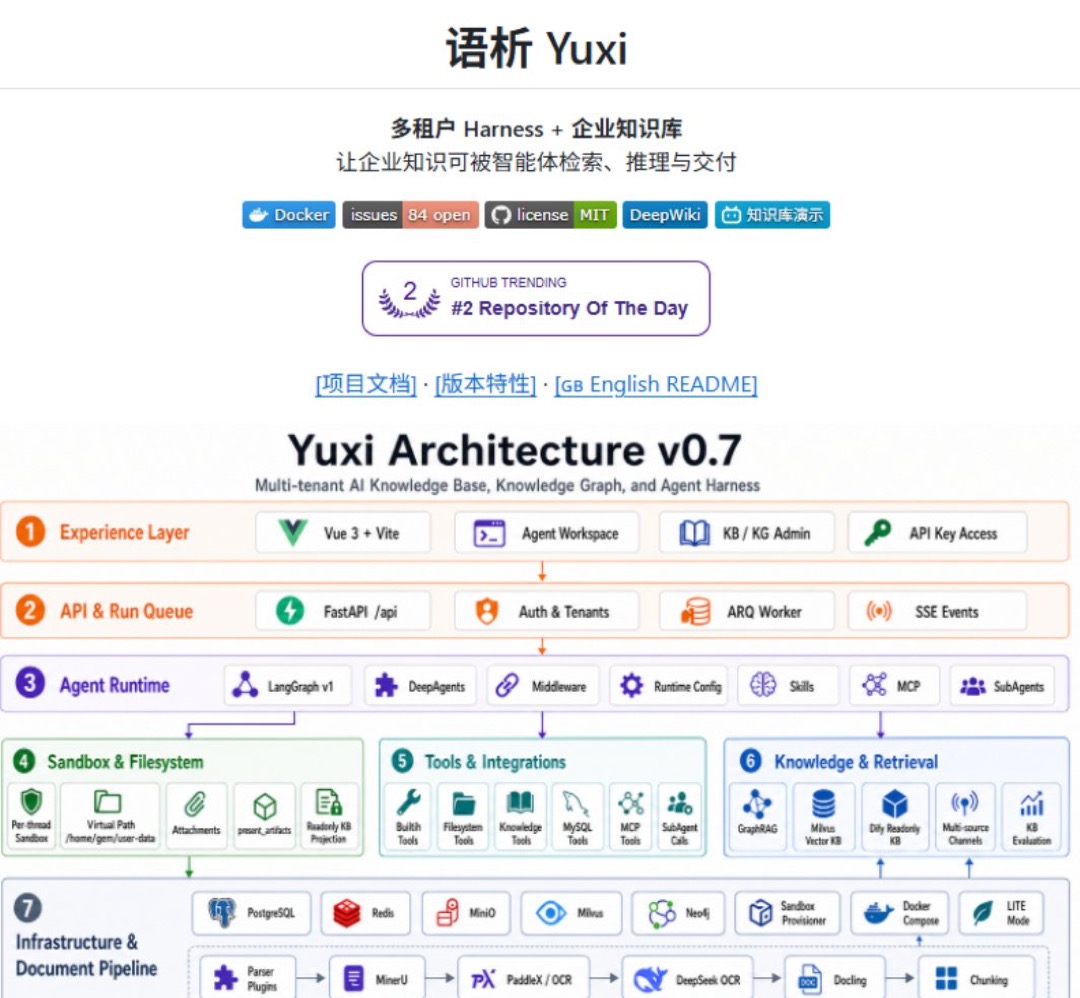 语析 Yuxi
多租户 Harness + 企业知识库
让企业知识可被智能体检索、推理与交付
Docker issues 84 open license MIT DeepWiki 知识库演示
2
GITHUB TRENDING
#2 Repository Of The Day
[项目文档] · [版本特性] · [GB English README]
Yuxi Architecture v0.7
Multi-tenant AI Knowledge Base, Knowledge Graph, and Agent Harness
1 Experience Layer Vue 3 + Vite Agent Workspace KB / KG Admin API Key Access
2 API & Run Queue FastAPI /api Auth & Tenants ARQ Worker SSE Events
3 Agent Runtime LangGraph v1 DeepAgents Middleware Runtime Config Skills MCP SubAgents
4 Sandbox & Filesystem
Per-thread
Sandbox
Virtual Path
/home/gem/user-data
Attachments
present_artifacts
Readonly KB
Projection
5 Tools & Integrations
Builtin
Tools
Filesystem
Tools
Knowledge
Tools
MySQL
Tools
MCP
Tools
SubAgent
Calls
6 Knowledge & Retrieval
GraphRAG
Milvus
Vector KB
Dify Readonly
KB
Multi-source
Channels
KB
Evaluation
7
Infrastructure &
Document Pipeline
PostgreSQL
Redis
MinIO
Milvus
Neo4j
Sandbox
Provisioner
Docker
Compose
LITE
Mode
Parser
Plugins
MinerU
PX
PaddleX / OCR
DeepSeek OCR
DOC
Docling
Chunking